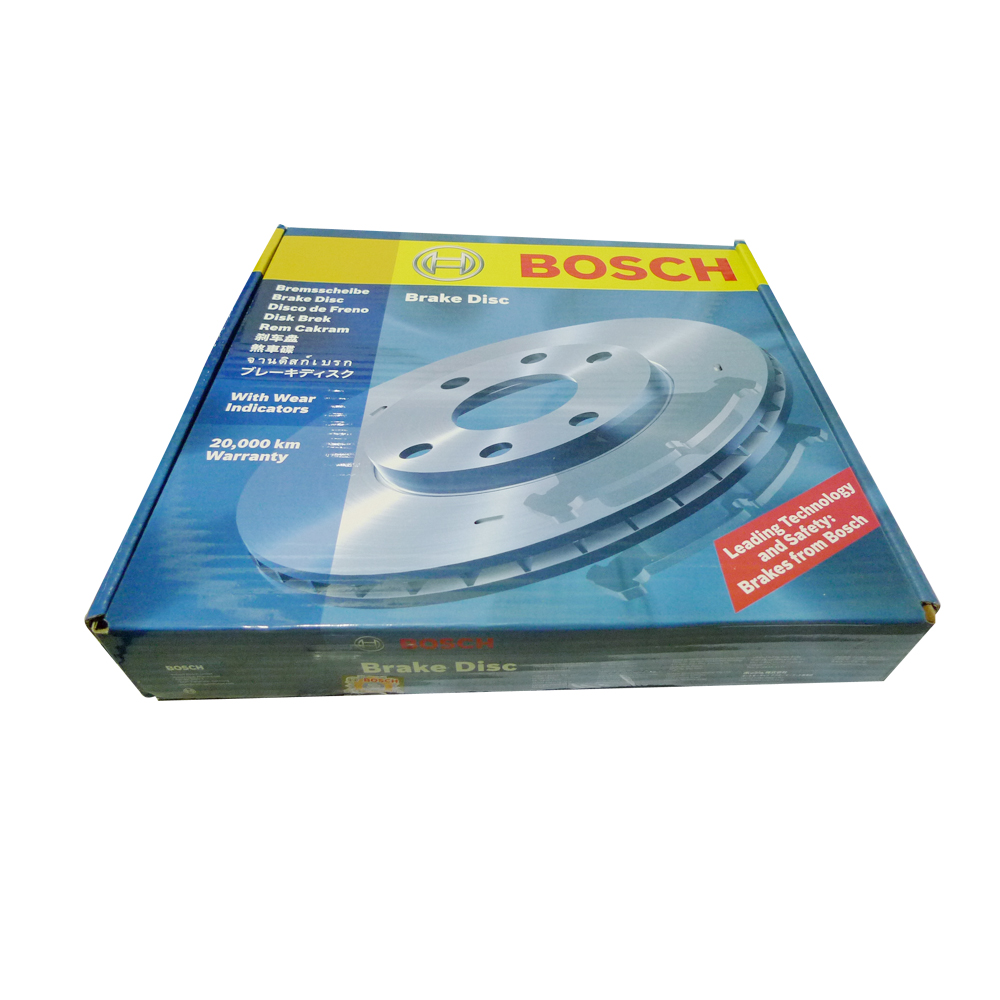 BOSCH
Bremsscheibe
Brake Disc
Disco de Freno
Disk Brek
Rem Cakram
刹车盘
煞車碟
จานดิสก์เบรก
ブレーキディスク
With Wear
Indicators
20,000 km
Warranty
Brake Disc
Leading Technology
and Safety:
Brakes from Bosch
BOSCH
BOSCH
Brake Disc
BOSCH